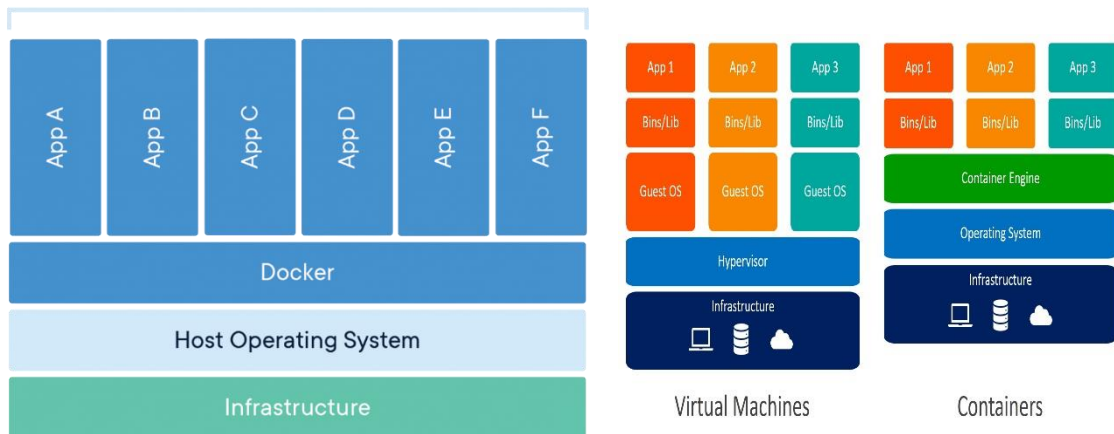 App A
App B
App C
App D
App E
App F
Docker
Host Operating System
Infrastructure
App 1
App 2
App 3
Bins/Lib
Bins/Lib
Bins/Lib
Guest OS
Guest OS
Guest OS
Hypervisor
Infrastructure
Virtual Machines
App 1
App 2
App 3
Bins/Lib
Bins/Lib
Bins/Lib
Container Engine
Operating System
Infrastructure
Containers